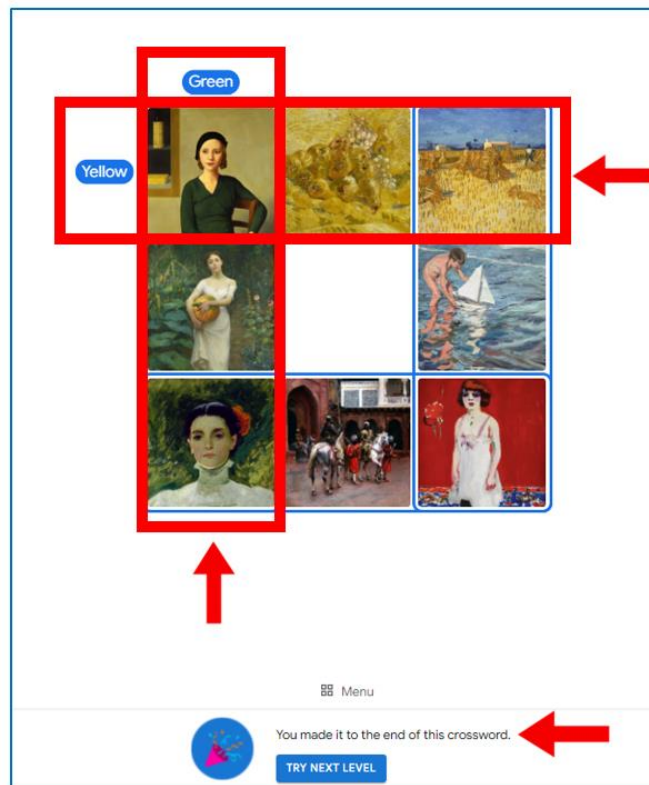 Green
Yellow
Menu
You made it to the end of this crossword.
TRY NEXT LEVEL